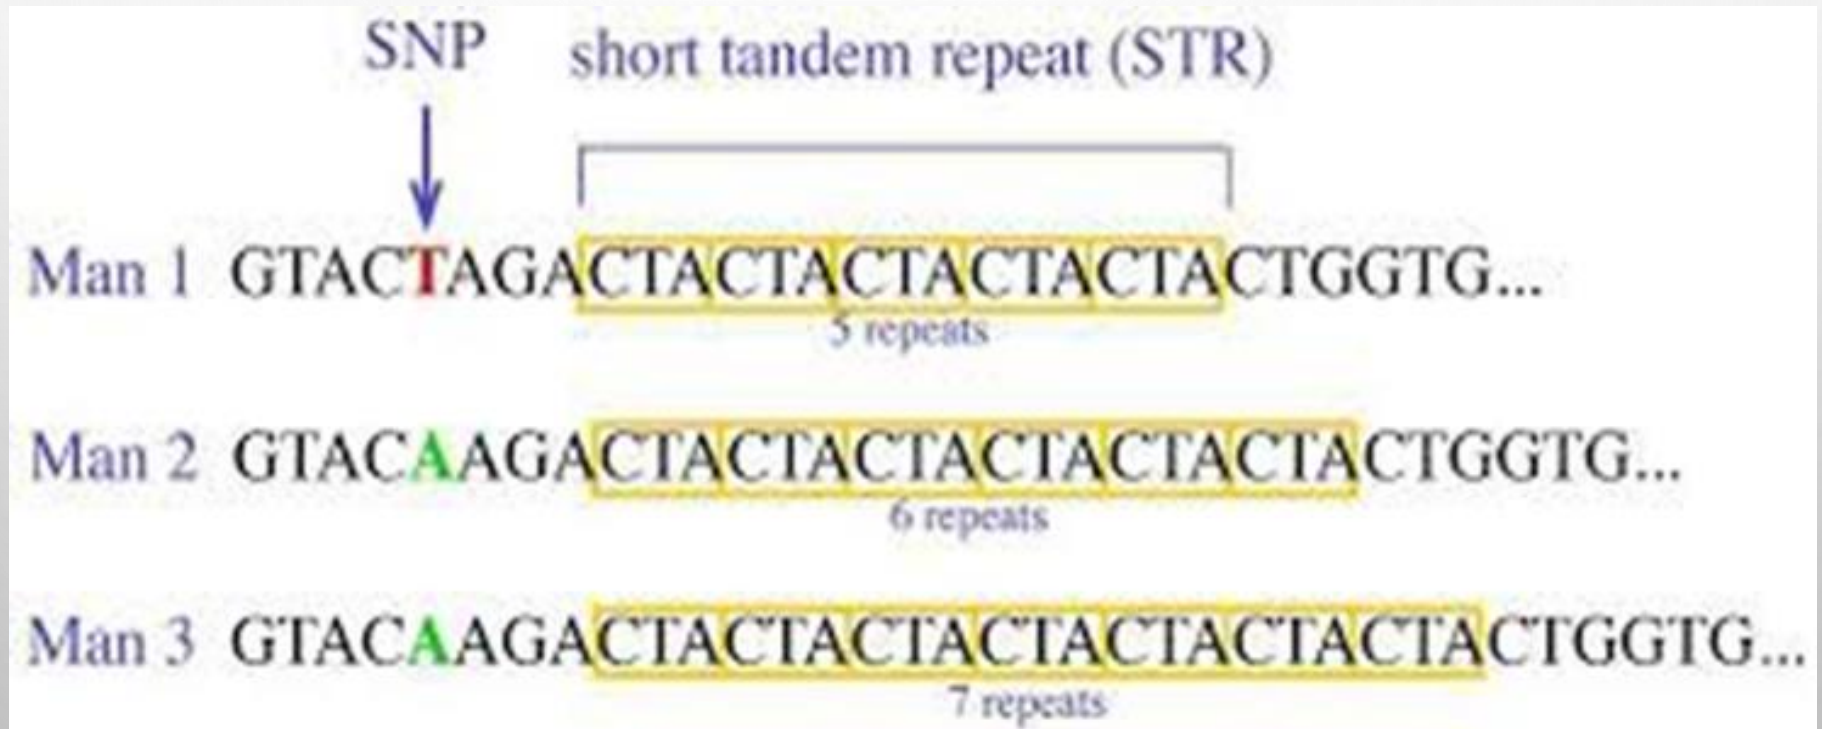 SNP short tandem repeat (STR)
Man 1 GTACTAGACTACTACTACTACTACTGGTG...
5 repeats
Man 2 GTACAAGACTACTACTACTACTACTACTGGTG...
6 repeats
Man 3 GTACAAGACTACTACTACTACTACTACTACTGGTG...
7 repeats